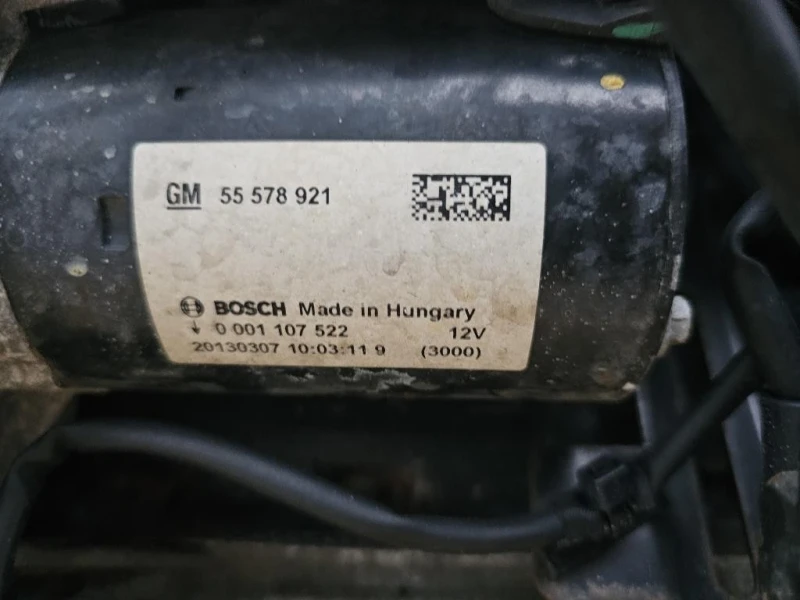 GM 55 578 921
BOSCH Made in Hungary
0 001 107 522 12V
20130307 10:03:11 9 (3000)